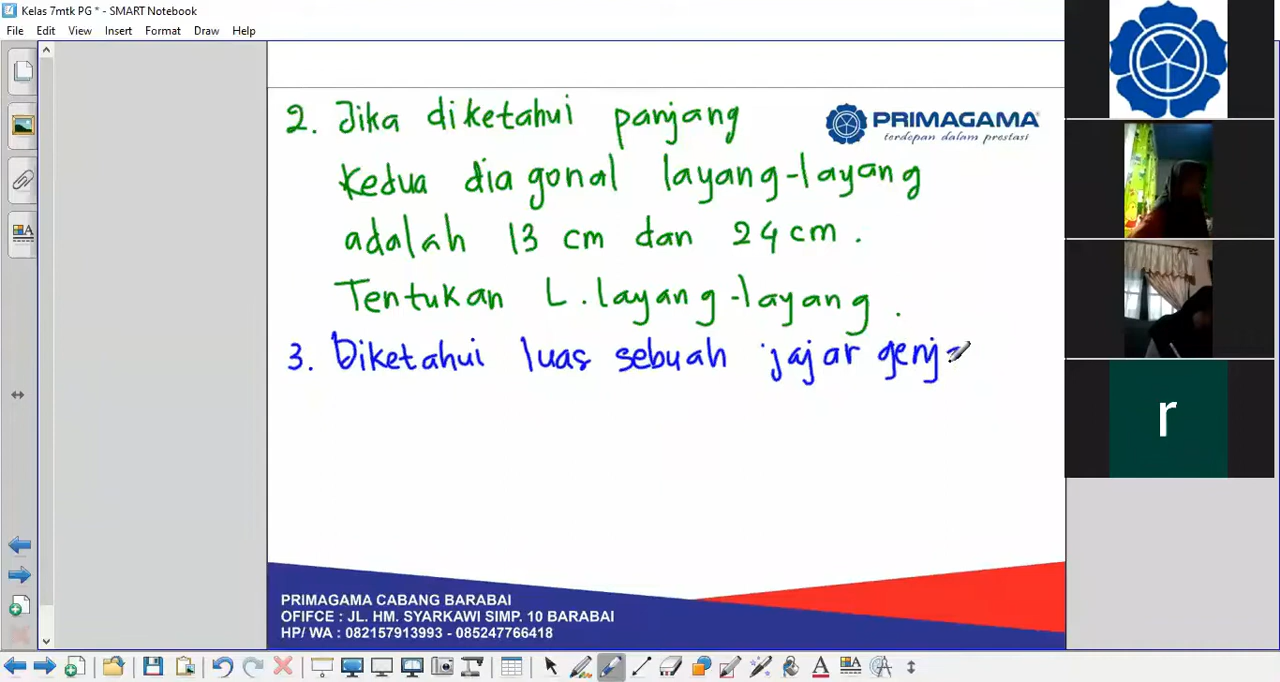 Kelas 7mtk PG * - SMART Notebook
File Edit View Insert Format Draw Help
2. Jika diketahui panjang
PRIMAGAMA
terdepan dalam prestasi
Kedua diagonal layang-layang
adalah 13 cm dan 24 cm.
Tentukan L. layang-layang.
3. Diketahui luas sebuah jajar genja
r
PRIMAGAMA CABANG BARABAI
OFIFCE : JL. HM. SYARKAWI SIMP. 10 BARABAI
HP/ WA : 082157913993 - 085247766418